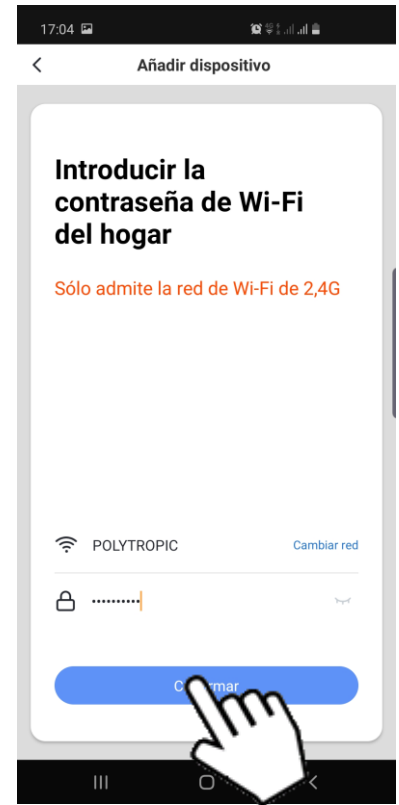 17:04
Añadir dispositivo
Introducir la
contraseña de Wi-Fi
del hogar
Sólo admite la red de Wi-Fi de 2,4G
POLYTROPIC Cambiar red
••••••••••